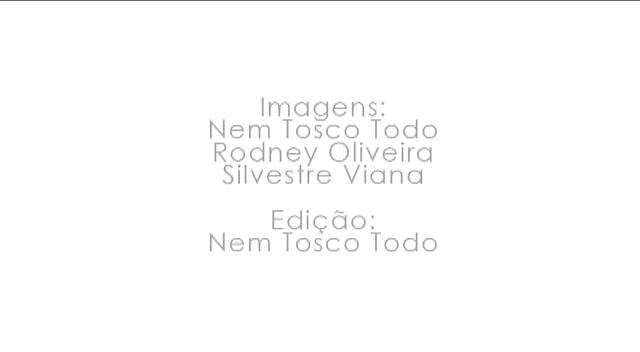 Imagens:
Nem Tosco Todo
Rodney Oliveira
Silvestre Viana
Edição:
Nem Tosco Todo